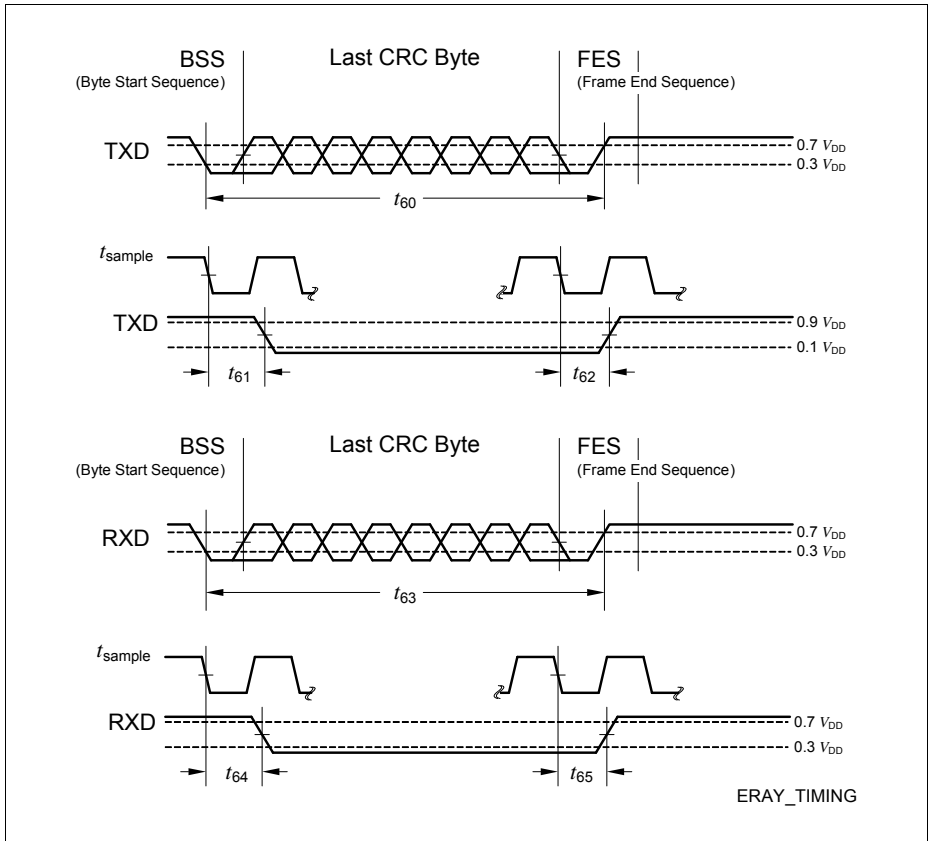 BSS Last CRC Byte FES
(Byte Start Sequence) (Frame End Sequence)
TXD 0.7 VDD
0.3 VDD
t60
tsample
TXD 0.9 VDD
0.1 VDD
t61 t62
BSS Last CRC Byte FES
(Byte Start Sequence) (Frame End Sequence)
RXD 0.7 VDD
0.3 VDD
t63
tsample
RXD 0.7 VDD
0.3 VDD
t64 t65
ERAY_TIMING